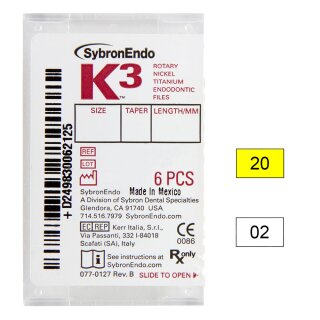 SybronEndo
K3™
ROTARY
NICKEL
TITANIUM
ENDODONTIC
FILES
SIZE TAPER LENGTH/MM
REF
LOT
6 PCS
Made In Mexico
+D249830062125
SybronEndo
A Division of Sybron Dental Specialties
Glendora, CA 91740 USA
714.516.7979 SybronEndo.com
CE
0086
EC REP Kerr Italia, S.r.l.
Via Passanti, 332 I-84018
Scafati (SA), Italy
i See instructions at
SybronEndo.com
Rx only
077-0127 Rev. B SLIDE TO OPEN
20
02